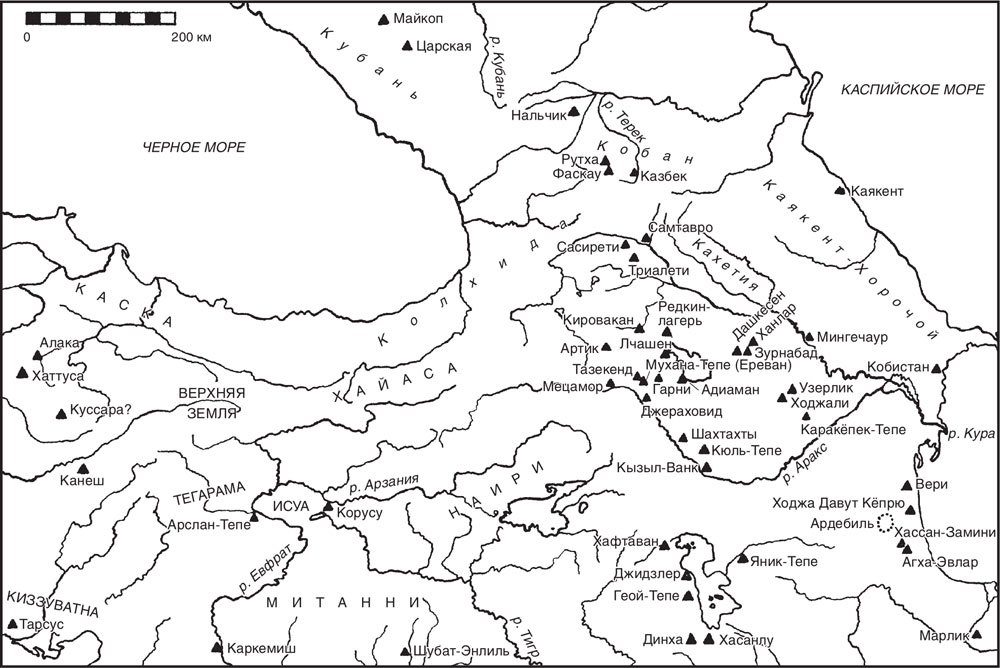 Майкоп
Царская
0 200 км
Кубань
р. Кубань
КАСПИЙСКОЕ МОРЕ
ЧЕРНОЕ МОРЕ
Нальчик
р. Терек
Кобан
Рутха
Фаскау
Казбек
Каякент
Каякент-Хорочой
Самтавро
Сасирети
Кахетия
Триалети
Колхида
КАСКА
Дашкесен
Ханлар
Редкин-
лагерь
Кировакан
Мингечаур
Лчашен
Зурнабад
Артик
Алака
Мухана-Тепе (Ереван)
Кобистан
Хаттуса
Тазекенд
ХАЙАСА
Мецамор
Гарни
Адиаман
Узерлик
ВЕРХНЯЯ
ЗЕМЛЯ
Куссара?
Джераховид
Ходжали
Каракёпек-Тепе
р. Кура
Шахтахты
Кюль-Тепе
р. Аракс
Кызыл-Ванк
Канеш
НАИРИ
р. Арзания
Вери
ТЕГАРАМА
ИСУА
Корусу
Ходжа Давут Кёпрю
Арслан-Тепе
Ардебиль
Хассан-Замини
Хафтаван
Агха-Эвлар
Яник-Тепе
р. Евфрат
Джидзлер
Геой-Тепе
КИЗЗУВАТНА
МИТАННИ
Тарсус
р. Тигр
Марлик
Динха
Хасанлу
Каркемиш
Шубат-Энлиль